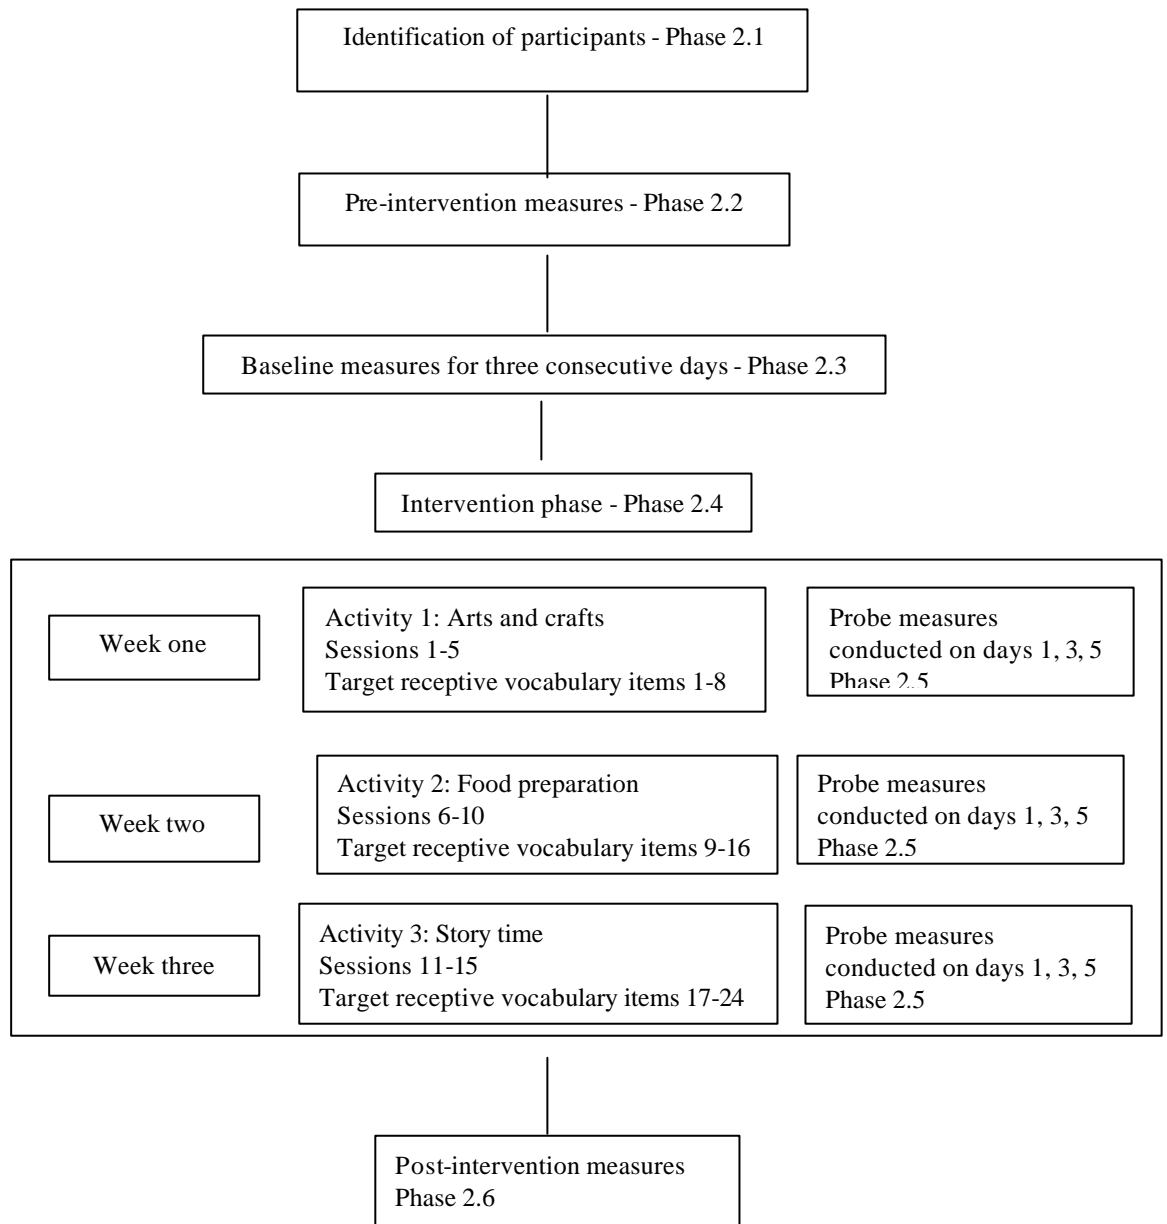 Identification of participants - Phase 2.1
Pre-intervention measures - Phase 2.2
Baseline measures for three consecutive days - Phase 2.3
Intervention phase - Phase 2.4
Week one
Activity 1: Arts and crafts
Sessions 1-5
Target receptive vocabulary items 1-8
Probe measures
conducted on days 1, 3, 5
Phase 2.5
Week two
Activity 2: Food preparation
Sessions 6-10
Target receptive vocabulary items 9-16
Probe measures
conducted on days 1, 3, 5
Phase 2.5
Week three
Activity 3: Story time
Sessions 11-15
Target receptive vocabulary items 17-24
Probe measures
conducted on days 1, 3, 5
Phase 2.5
Post-intervention measures
Phase 2.6